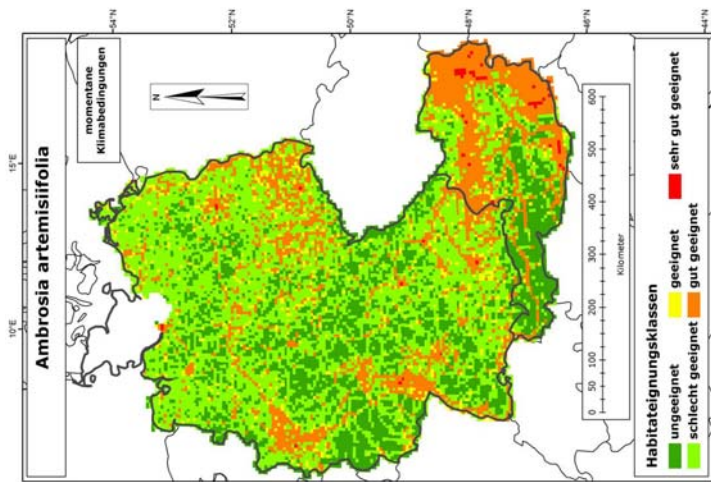 Ambrosia artemisiifolia
momentane
Klimabedingungen
N
10°E
15°E
54°N
52°N
50°N
48°N
46°N
44°N
0 50 100 150 200 300 400 500 600
Kilometer
Habitateignungsklassen
ungeeignet
geeignet
sehr gut geeignet
schlecht geeignet
gut geeignet